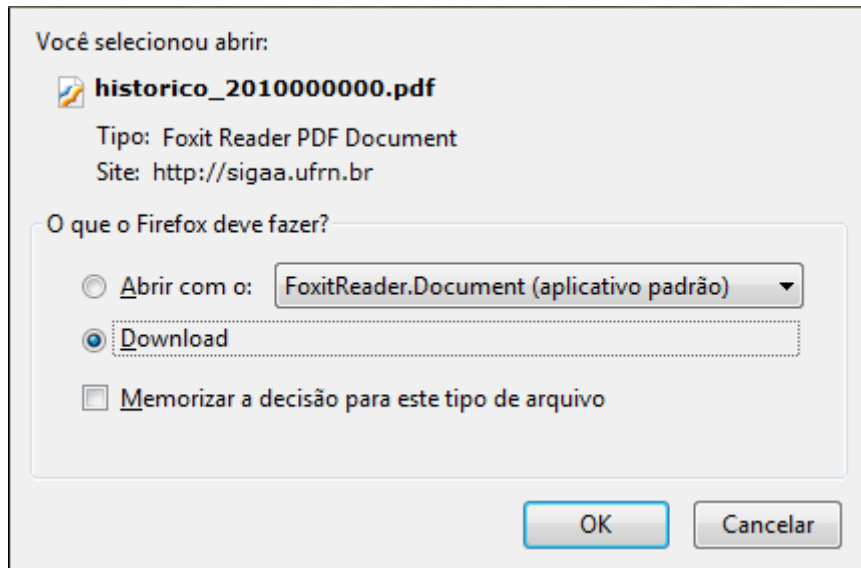 Você selecionou abrir:
historico_2010000000.pdf
Tipo: Foxit Reader PDF Document
Site: http://sigaa.ufrn.br
O que o Firefox deve fazer?
Abrir com o: FoxitReader.Document (aplicativo padrão)
Download
Memorizar a decisão para este tipo de arquivo
OK Cancelar